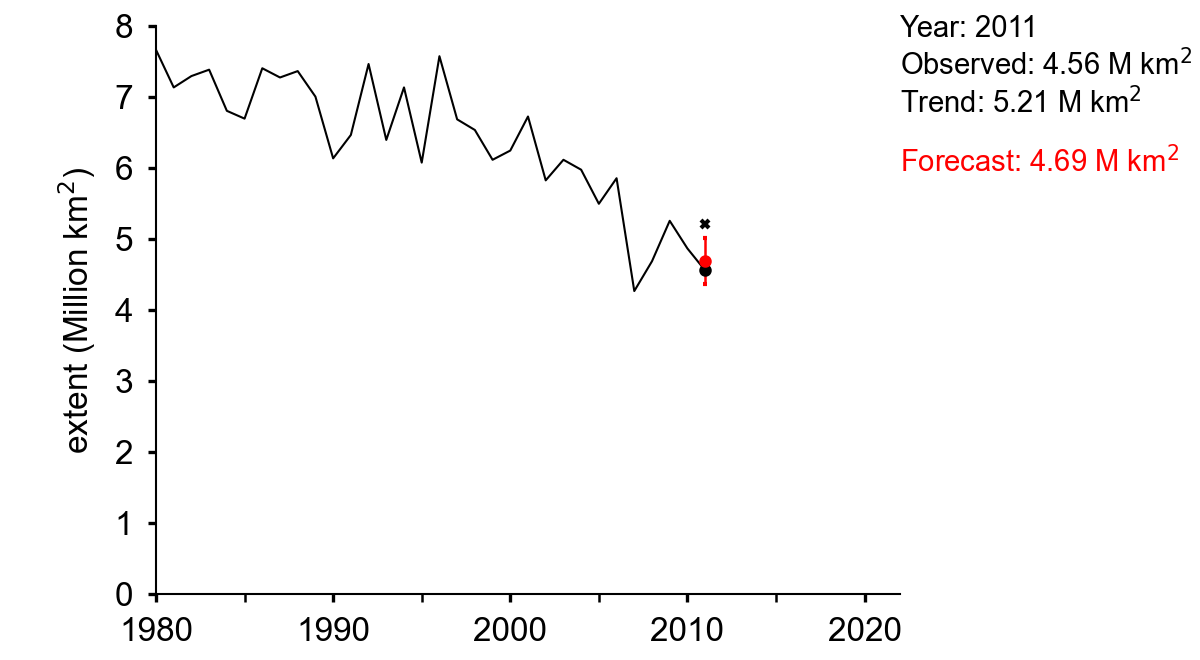 Year: 2011
Observed: 4.56 M km²
Trend: 5.21 M km²
Forecast: 4.69 M km²
extent (Million km²)
8
7
6
5
4
3
2
1
0
1980 1990 2000 2010 2020